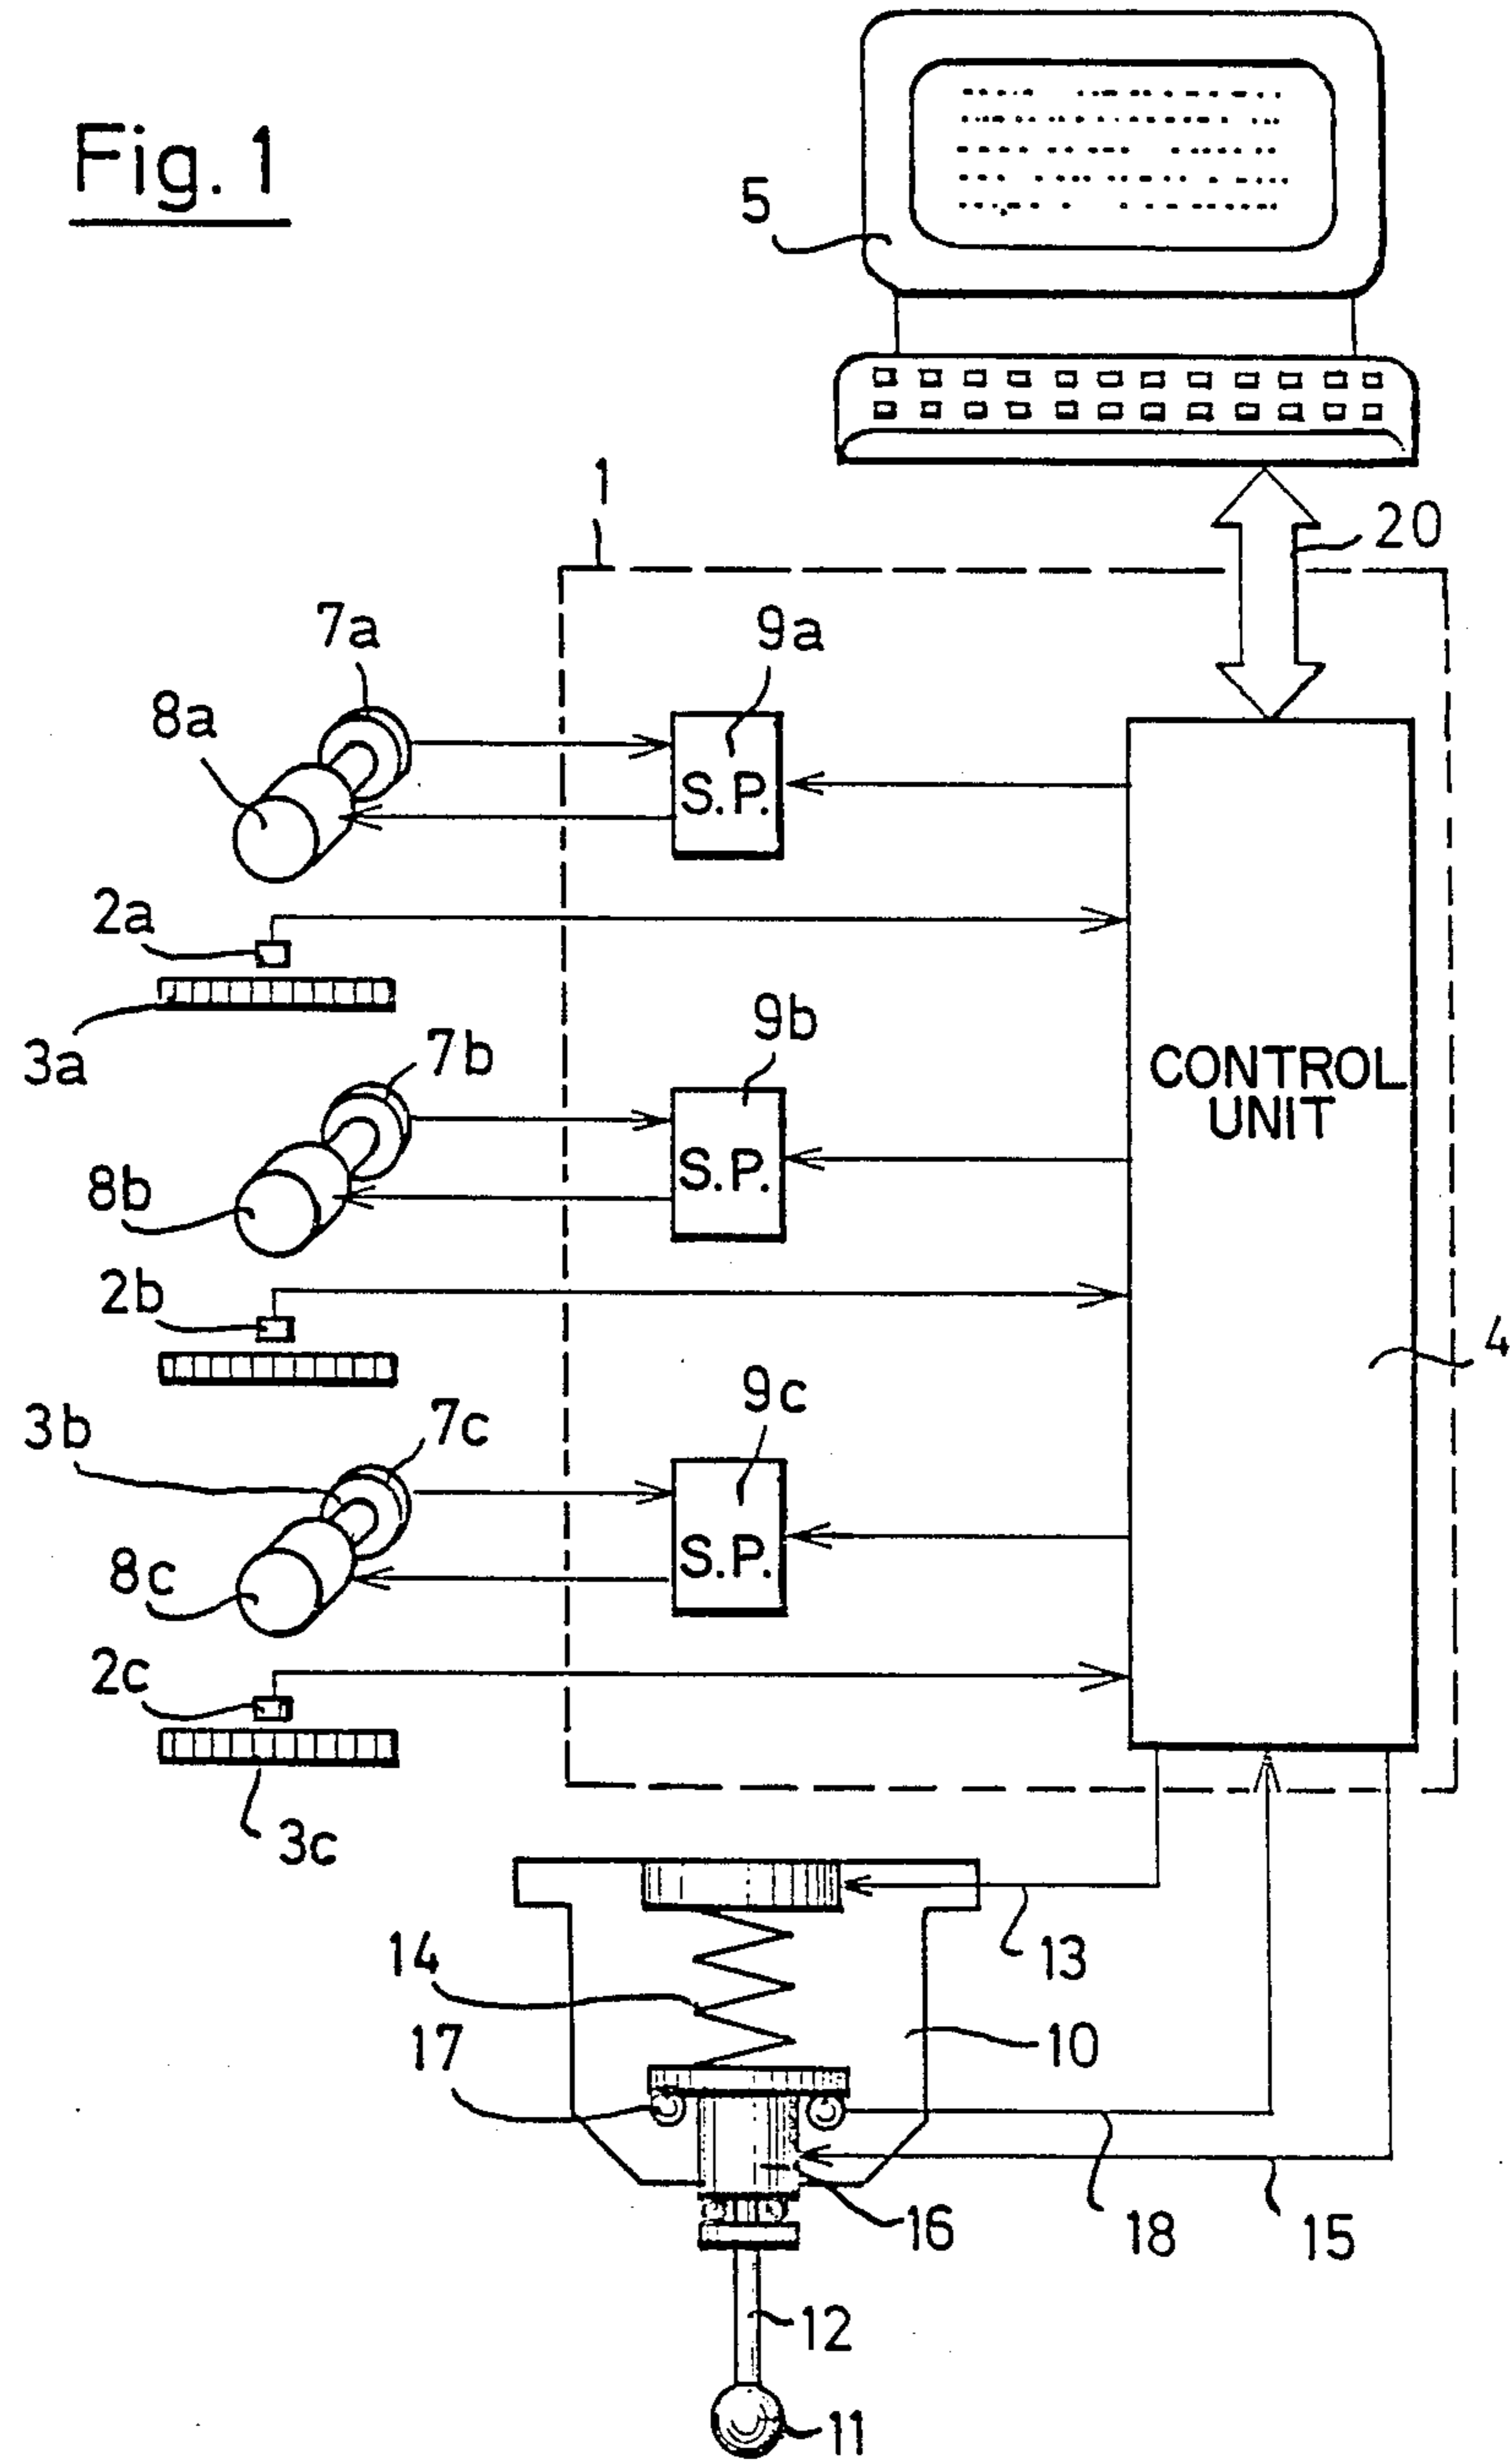 Fig. 1
5
1
20
7a
9a
8a
S.P.
2a
3a
9b
7b
CONTROL
UNIT
S.P.
8b
2b
4
9c
3b
7c
S.P.
8c
2c
3c
13
14
17
10
16
18
15
12
11